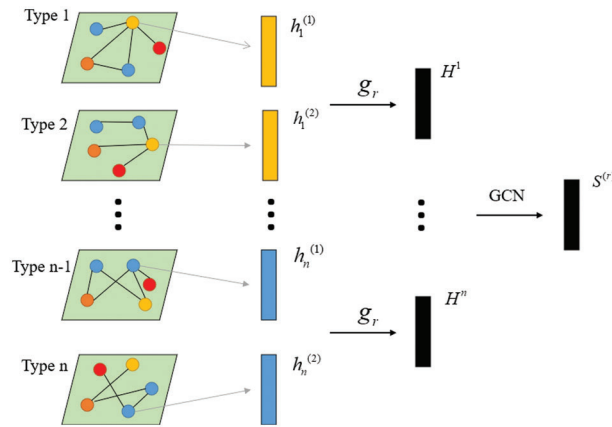 Type 1
h₁⁽¹⁾
gᵣ
H¹
Type 2
h₁⁽²⁾
GCN
S⁽ʳ
Type n-1
hₙ⁽¹⁾
gᵣ
Hⁿ
Type n
hₙ⁽²⁾